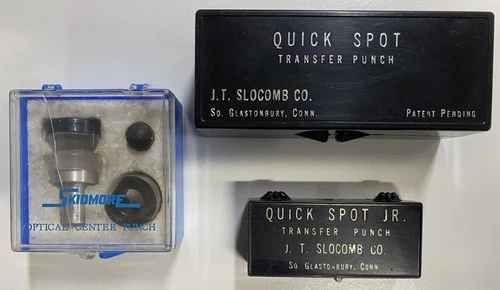 QUICK SPOT
TRANSFER PUNCH
J.T. SLOCOMB CO.
So. GLASTONBURY, CONN.
PATENT PENDING
SKIDMORE
OPTICAL CENTER PUNCH
QUICK SPOT JR.
TRANSFER PUNCH
J. T. SLOCOMB CO.
So. GLASTONBURY, CONN.